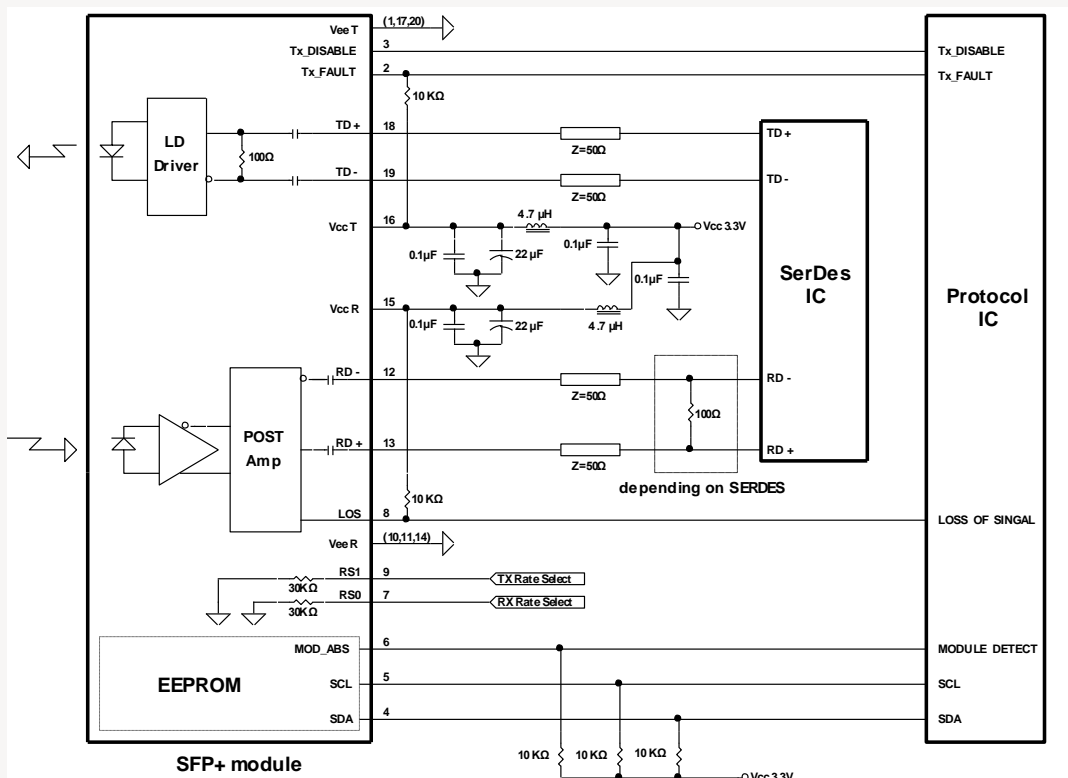 Vee T (1,17,20)
Tx_DISABLE 3 Tx_DISABLE
Tx_FAULT 2 Tx_FAULT
10 KΩ
LD
Driver
100Ω
TD + 18 TD +
Z=50Ω
TD - 19 TD -
Z=50Ω
Vcc T 16 4.7 µH Vcc 3.3V
0.1µF 22 µF 0.1µF
0.1µF
SerDes
IC
Protocol
IC
Vcc R 15
0.1µF 22 µF 4.7 µH
RD - 12 RD -
Z=50Ω
100Ω
POST
Amp
RD + 13 RD +
Z=50Ω
depending on SERDES
10 KΩ
LOS 8 LOSS OF SINGAL
Vee R (10,11,14)
RS1 9 TX Rate Select
30KΩ
RS0 7 RX Rate Select
30KΩ
MOD_ABS 6 MODULE DETECT
EEPROM
SCL 5 SCL
SDA 4 SDA
10 KΩ 10 KΩ 10 KΩ
SFP+ module
Vcc 3.3V